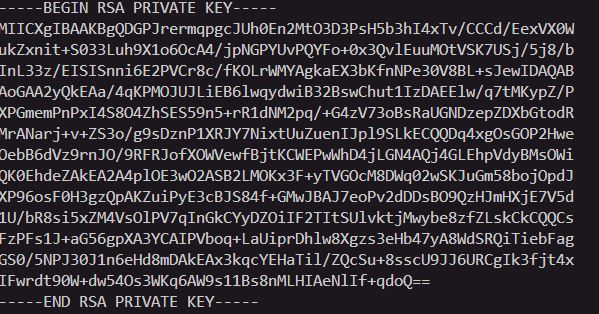 -----BEGIN RSA PRIVATE KEY-----
MIICXgIBAAKBgQDGPJrermqpgcJUh0En2MtO3D3PsH5b3hI4xTv/CCCd/EexVX0W
ukZxnit+S033Luh9X1o6OcA4/jpNGPYUvPQYFo+0x3QvlEuuMOtVSK7USj/5j8/b
InL33z/EISISnni6E2PVCr8c/fKOLrWMYAgkaEX3bKfnNPe30V8BL+sJewIDAQAB
AoGAA2yQkEAa/4qKPMOJUJLiEB6lwqydwiB32BswChut1IzDAEElw/q7tMKypZ/P
XPGmemPnPxI4S8O4ZhSES59n5+rR1dNM2pq/+G4zV73oBsRaUGNDzepZDXbGtodR
MrANarj+v+ZS3o/g9sDznP1XRJY7NixtUuZuenIJpl9SLkECQQDq4xgOsGOP2Hwe
OebB6dVz9rnJO/9RFRJofXOWVewfBjtKCWEPwWhD4jLGN4AQj4GLEhpVdyBMsOWi
QK0EhdeZAkEA2A4plOE3wO2ASB2LMOKx3F+yTVGOcM8DWq02wSKJuGm58bojOpdJ
XP96osF0H3gzQpAKZuiPyE3cBJS84f+GMwJBAJ7eoPv2dDDsBO9QzHJmHXjE7V5d
1U/bR8si5xZM4VsOlPV7qInGkCYyDZOiIF2TItSUlvktjMwybe8zfZLskCkCQQCs
FzPFs1J+aG56gpXA3YCAIPVboq+LaUiprDhlw8Xgzs3eHb47yA8WdSRQiTiebFag
GS0/5NPJ30J1n6eHd8mDAkEAx3kqcYEHaTil/ZQcSu+8sscU9JJ6URCgIk3fjt4x
IFwrdt90W+dw54Os3WKq6AW9s11Bs8nMLHIAeNlIf+qdoQ==
-----END RSA PRIVATE KEY-----